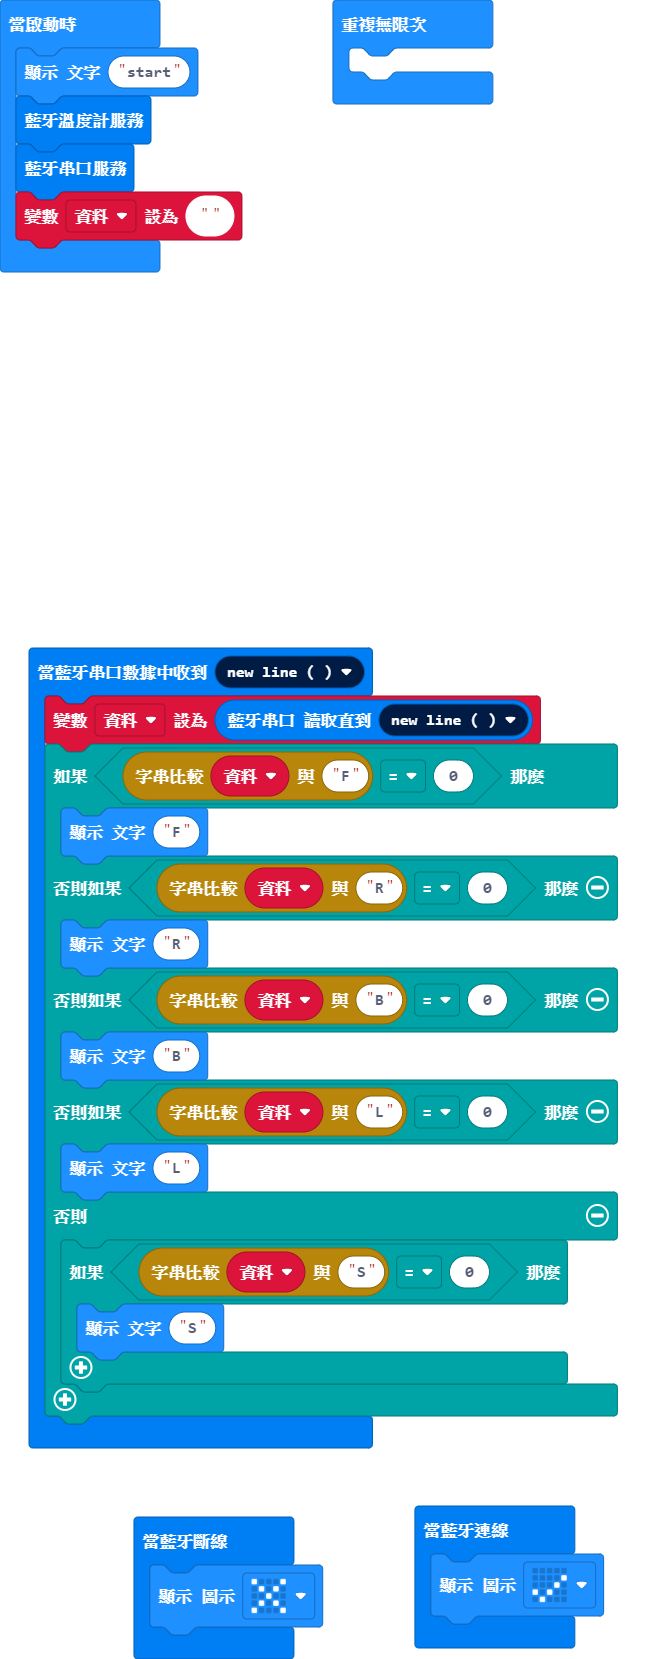 當啟動時
顯示 文字 "start"
藍牙溫度計服務
藍牙串口服務
變數 資料 設為 " "
重複無限次
當藍牙串口數據中收到 new line ( )
變數 資料 設為 藍牙串口 讀取直到 new line ( )
如果 字串比較 資料 與 "F" = 0 那麼
顯示 文字 "F"
否則如果 字串比較 資料 與 "R" = 0 那麼
顯示 文字 "R"
否則如果 字串比較 資料 與 "B" = 0 那麼
顯示 文字 "B"
否則如果 字串比較 資料 與 "L" = 0 那麼
顯示 文字 "L"
否則
如果 字串比較 資料 與 "S" = 0 那麼
顯示 文字 "S"
當藍牙斷線
顯示 圖示
當藍牙連線
顯示 圖示